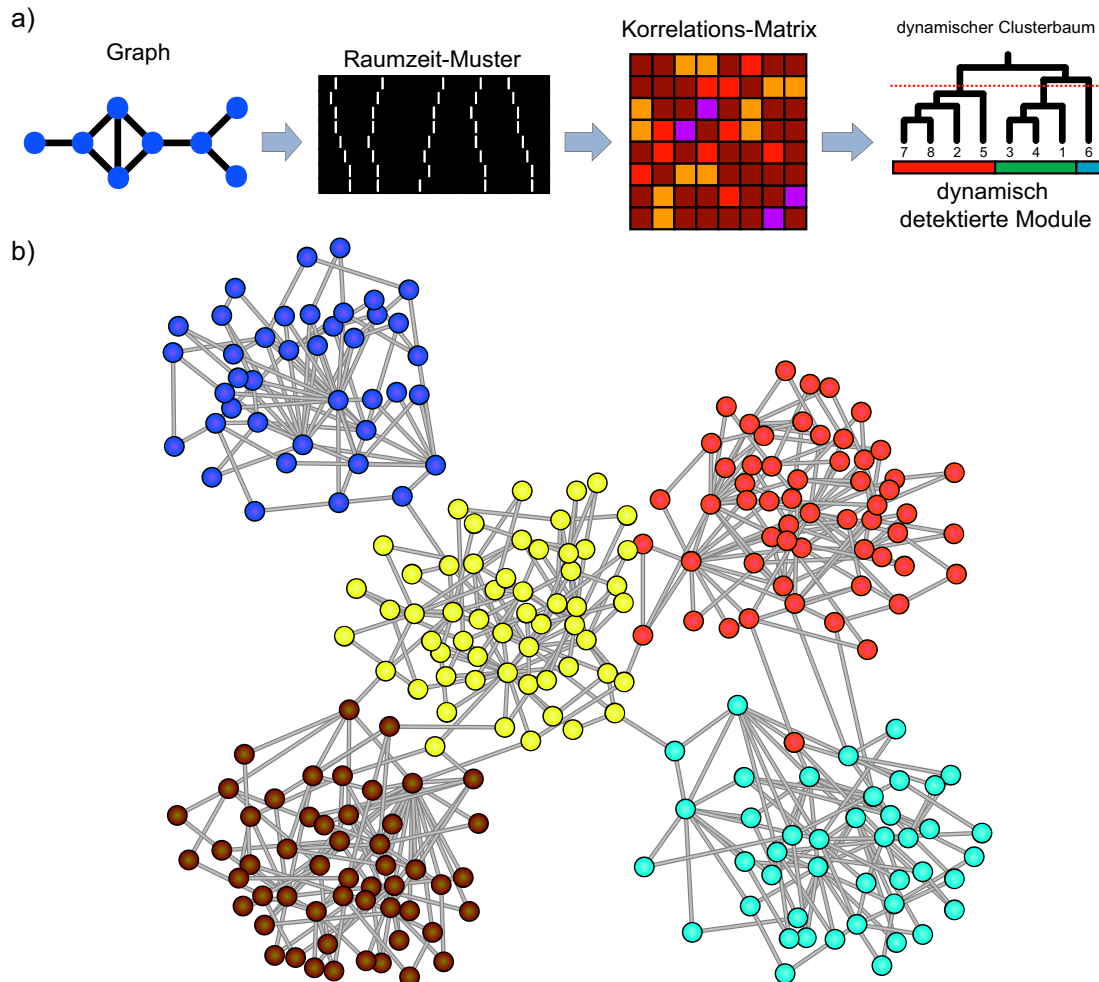 a)
Graph
Raumzeit-Muster
Korrelations-Matrix
dynamischer Clusterbaum
7 8 2 5 3 4 1 6
dynamisch
detektierte Module
b)